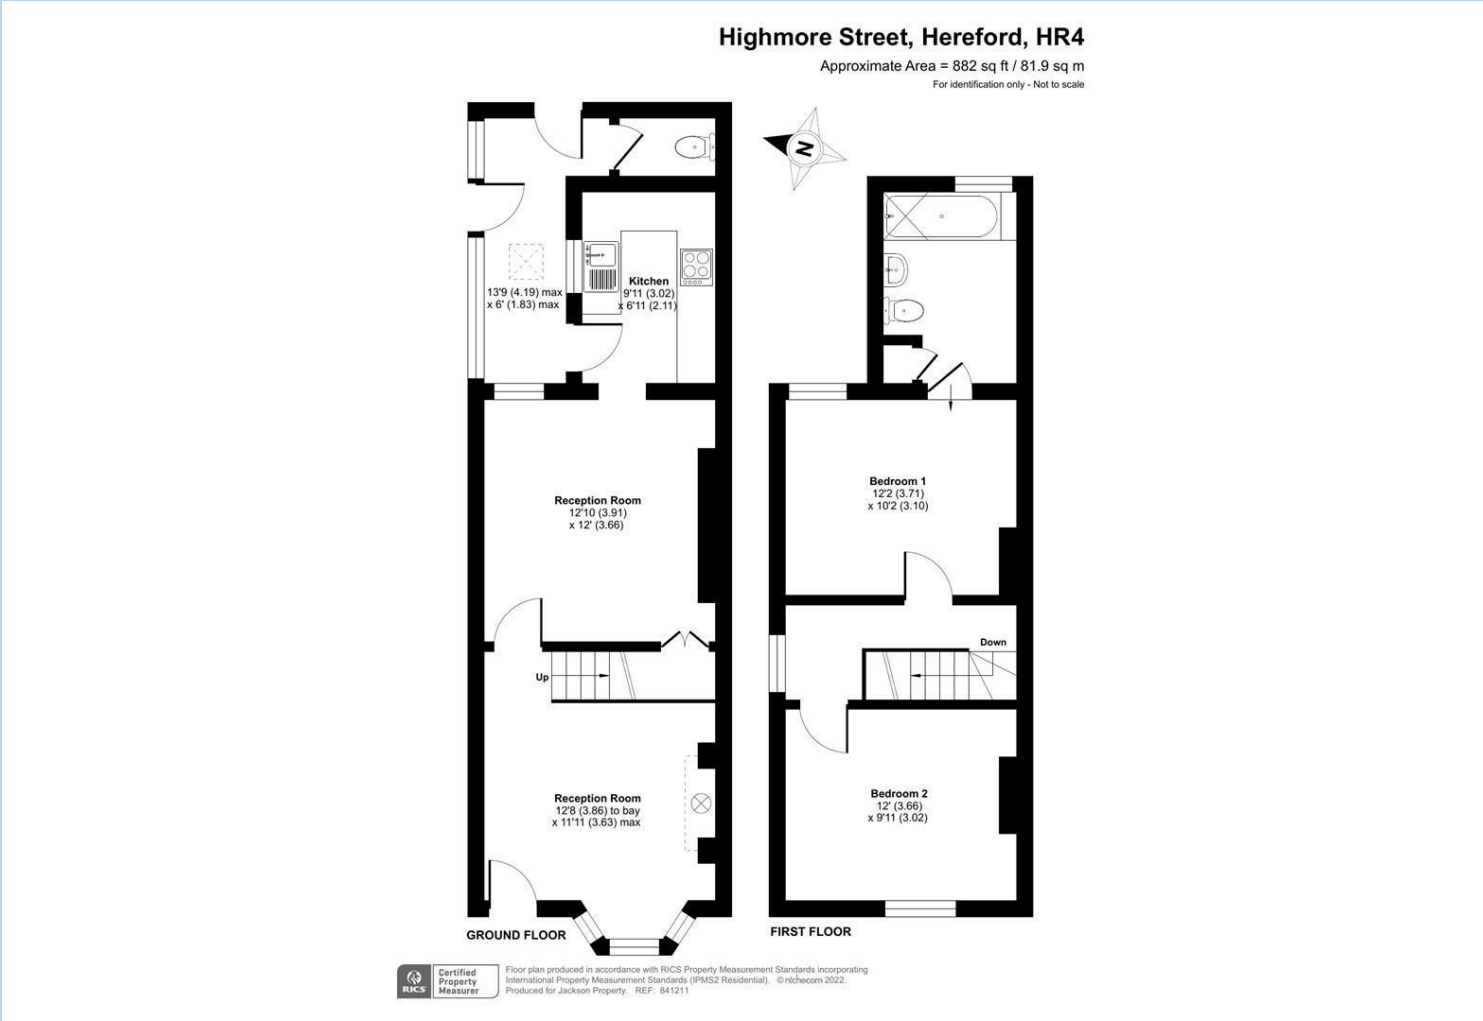 Highmore Street, Hereford, HR4
Approximate Area = 882 sq ft / 81.9 sq m
For identification only - Not to scale
N
13'9 (4.19) max
x 6' (1.83) max
Kitchen
9'11 (3.02)
x 6'11 (2.11)
Reception Room
12'10 (3.91)
x 12' (3.66)
Bedroom 1
12'2 (3.71)
x 10'2 (3.10)
Up
Down
Reception Room
12'8 (3.86) to bay
x 11'11 (3.63) max
Bedroom 2
12' (3.66)
x 9'11 (3.02)
GROUND FLOOR
FIRST FLOOR
RICS
Certified
Property
Measurer
Floor plan produced in accordance with RICS Property Measurement Standards incorporating
International Property Measurement Standards (IPMS2 Residential). © nichecom 2022.
Produced for Jackson Property. REF: 841211